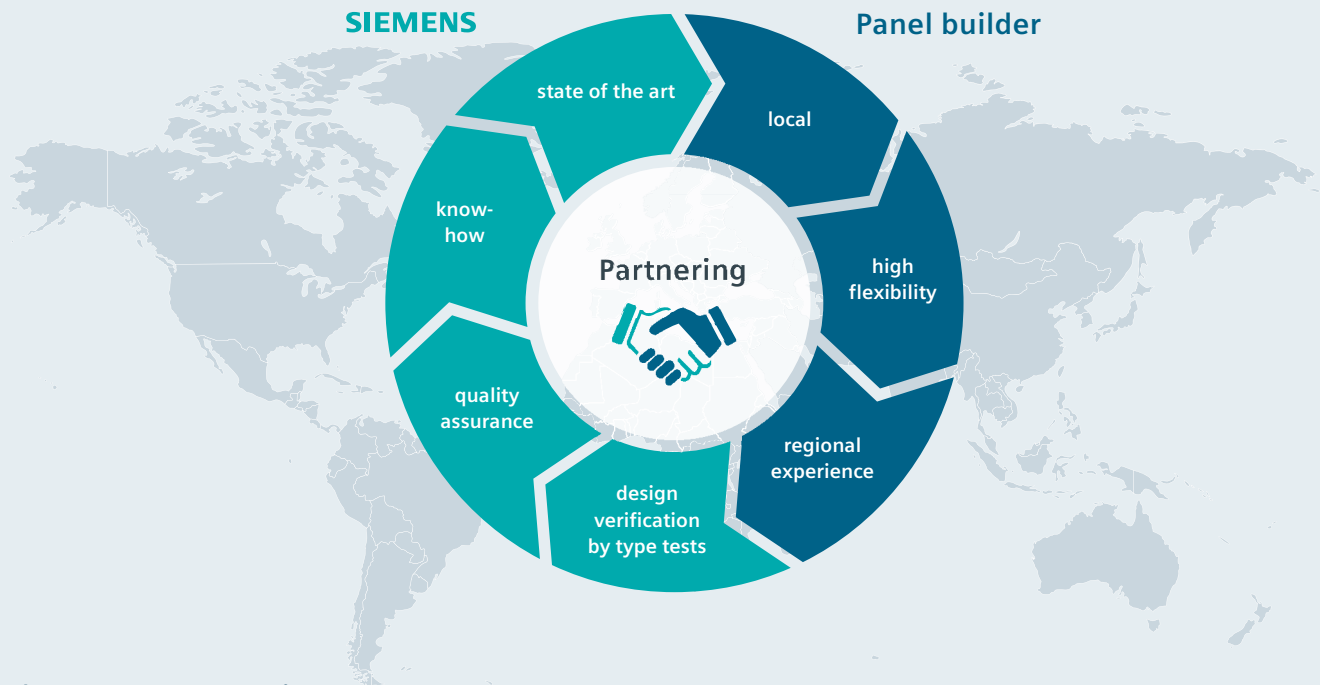 SIEMENS
Panel builder
state of the art
local
know-
how
high
flexibility
Partnering
quality
assurance
regional
experience
design
verification
by type tests